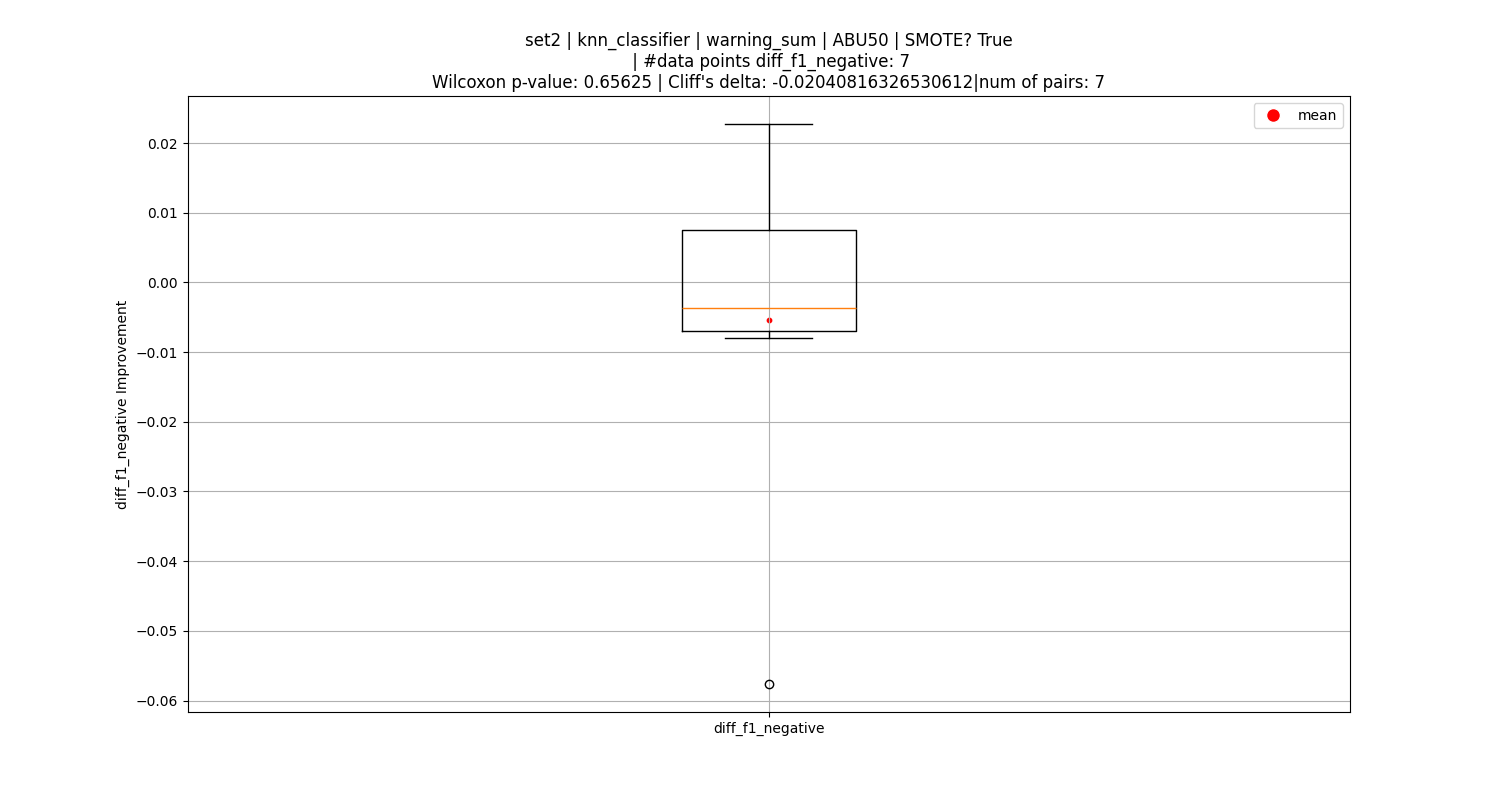 set2 | knn_classifier | warning_sum | ABU50 | SMOTE? True
| #data points diff_f1_negative: 7
Wilcoxon p-value: 0.65625 | Cliff's delta: -0.02040816326530612|num of pairs: 7
mean
0.02
0.01
0.00
−0.01
−0.02
−0.03
−0.04
−0.05
−0.06
diff_f1_negative Improvement
diff_f1_negative